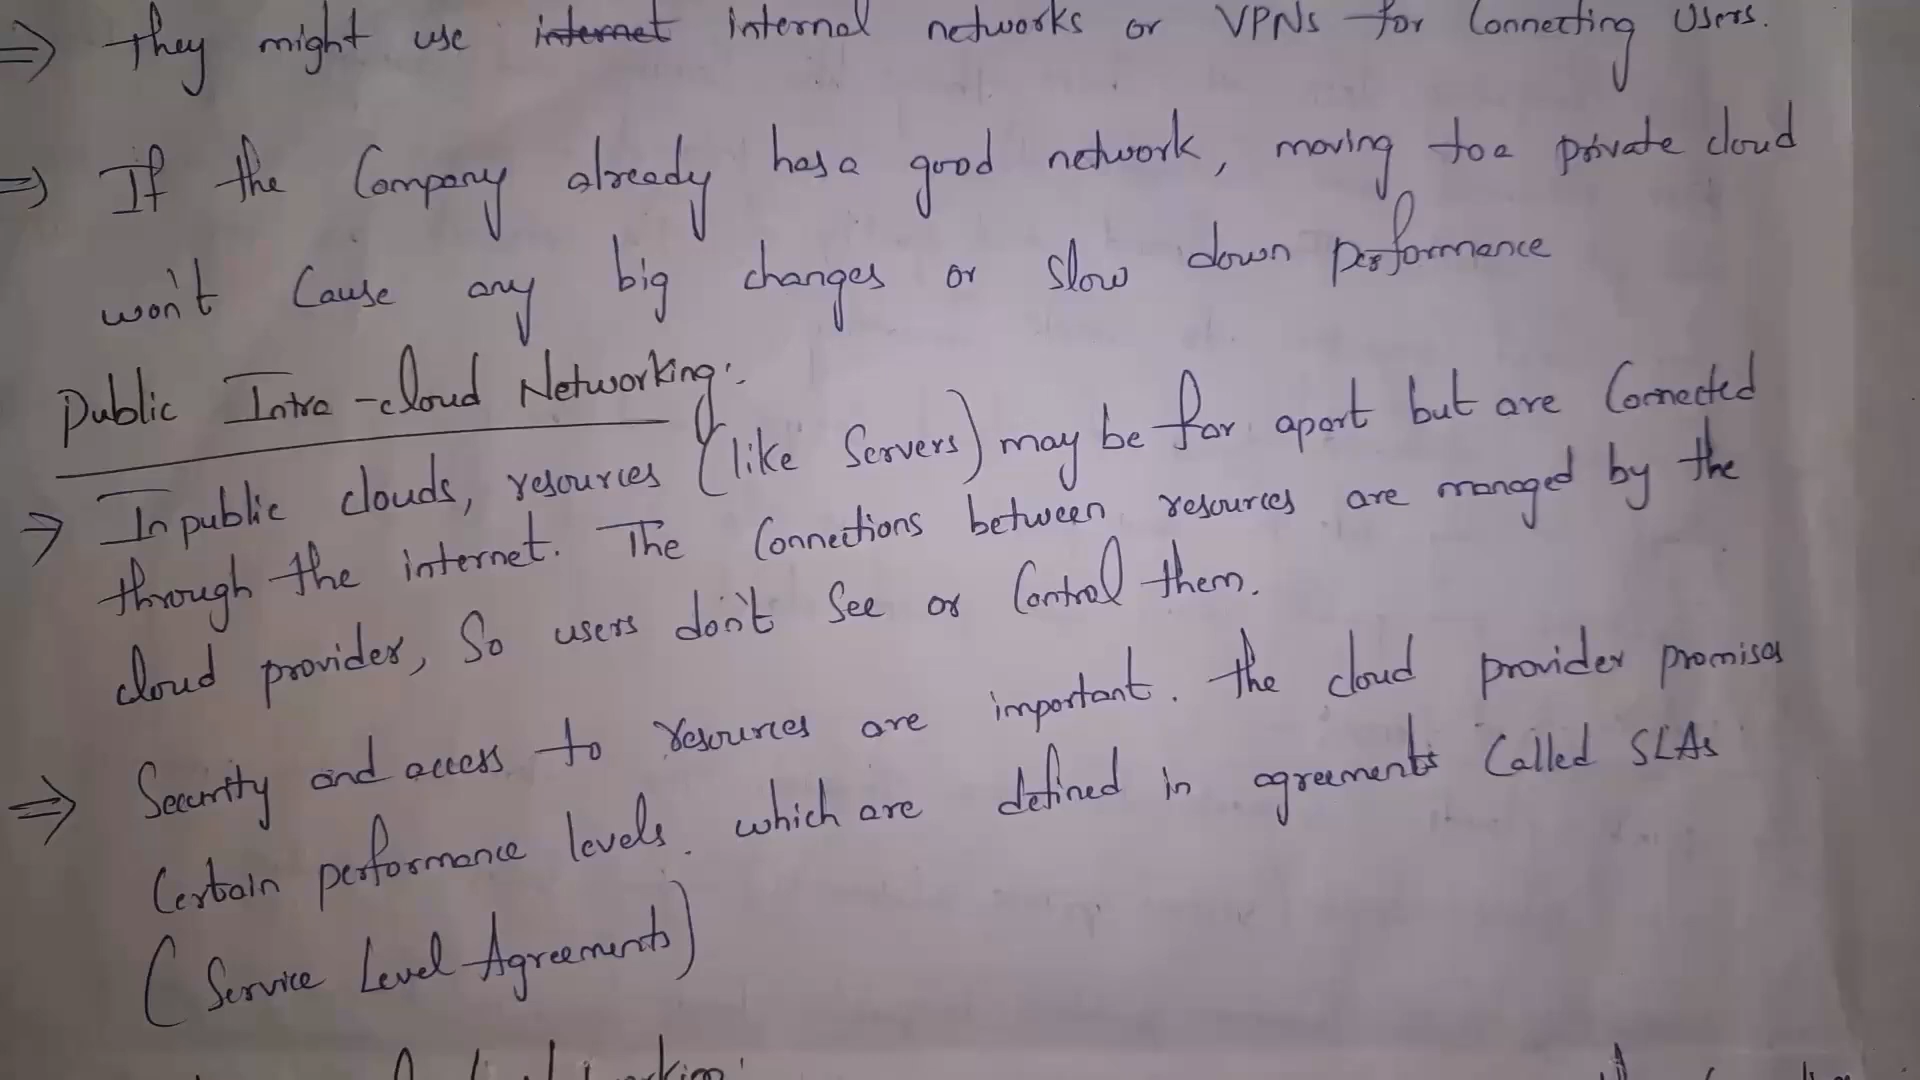 ⇒ they might use internet internal networks or VPNs for Connecting Users.
⇒ If the Company already has a good network, moving to a private cloud
won't Cause any big changes or slow down performance
Public Intra-cloud Networking:
→ In public clouds, resources (like Servers) may be far apart but are Connected
through the internet. The Connections between resources are managed by the
cloud provider, So users don't See or Control them.
⇒ Security and access to resources are important. the cloud provider promises
Certain performance levels. which are defined in agreements Called SLAs
(Service Level Agreements)